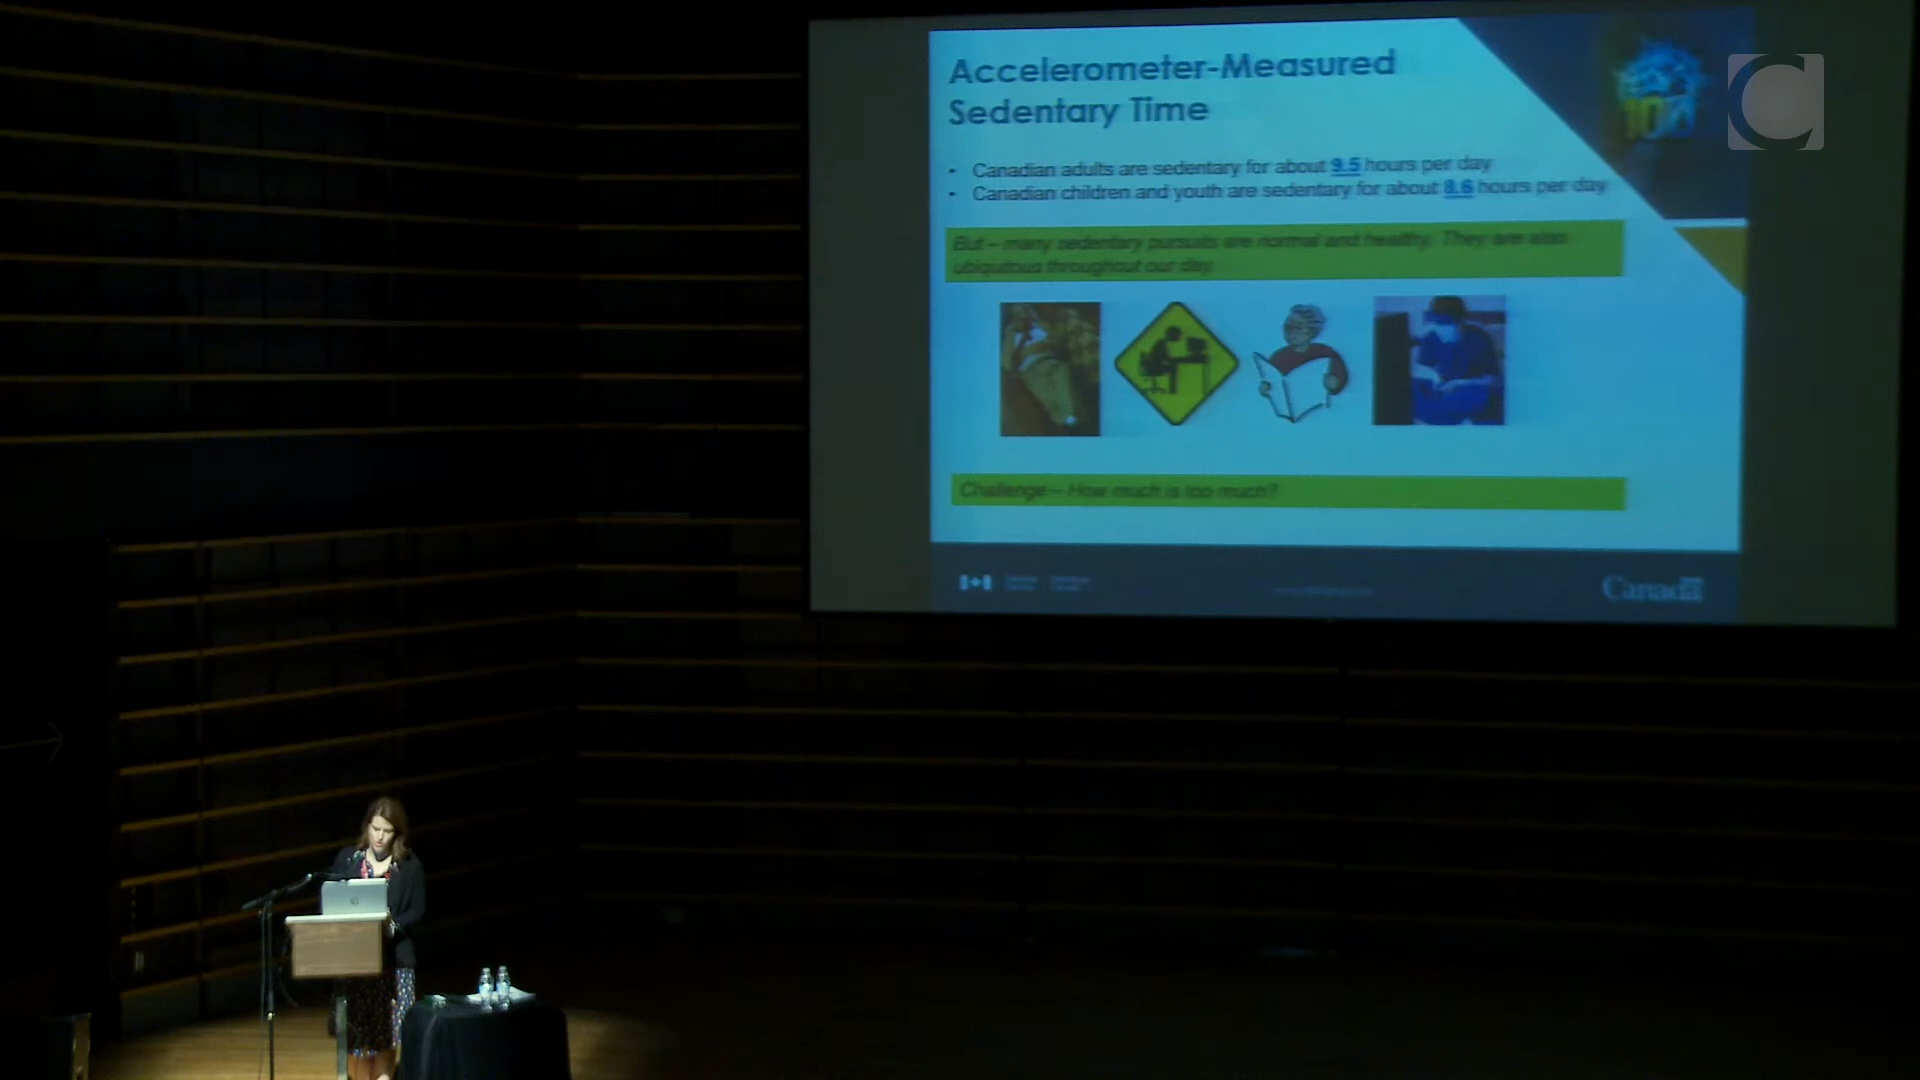 Accelerometer-Measured
Sedentary Time
• Canadian adults are sedentary for about 9.5 hours per day
• Canadian children and youth are sedentary for about 8.6 hours per day
But – many sedentary pursuits are normal and healthy. They are also
ubiquitous throughout our day.
Challenge – How much is too much?
Canada
10
C